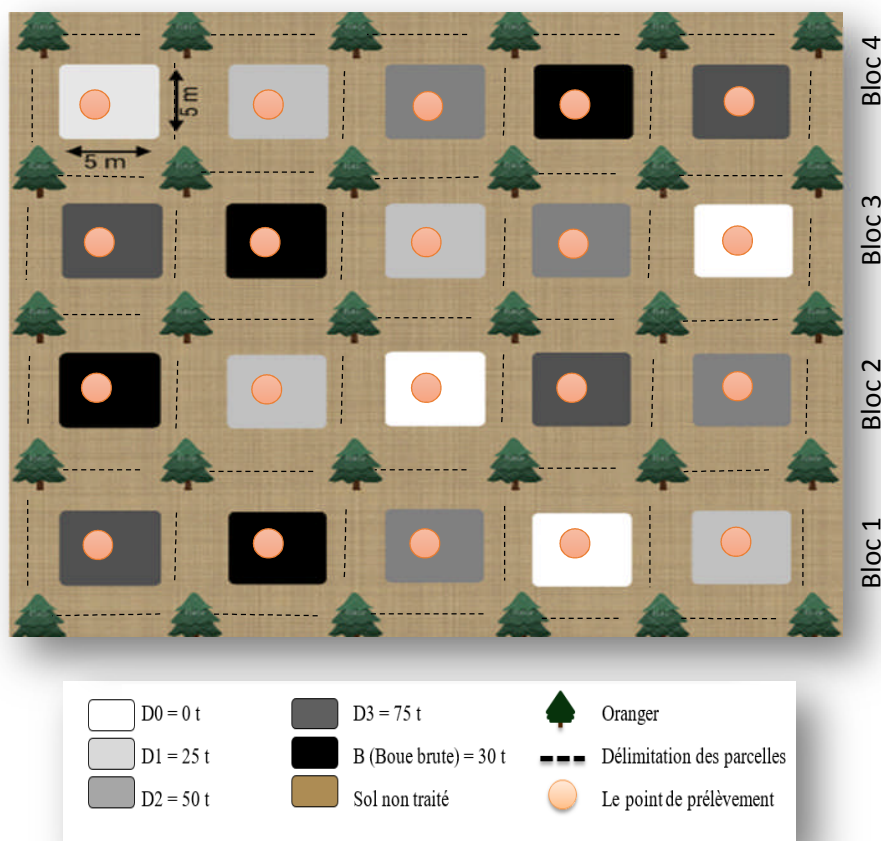 Bloc 4
5 m
5 m
Bloc 3
Bloc 2
Bloc 1
D0 = 0 t
D3 = 75 t
Oranger
D1 = 25 t
B (Boue brute) = 30 t
Délimitation des parcelles
D2 = 50 t
Sol non traité
Le point de prélèvement